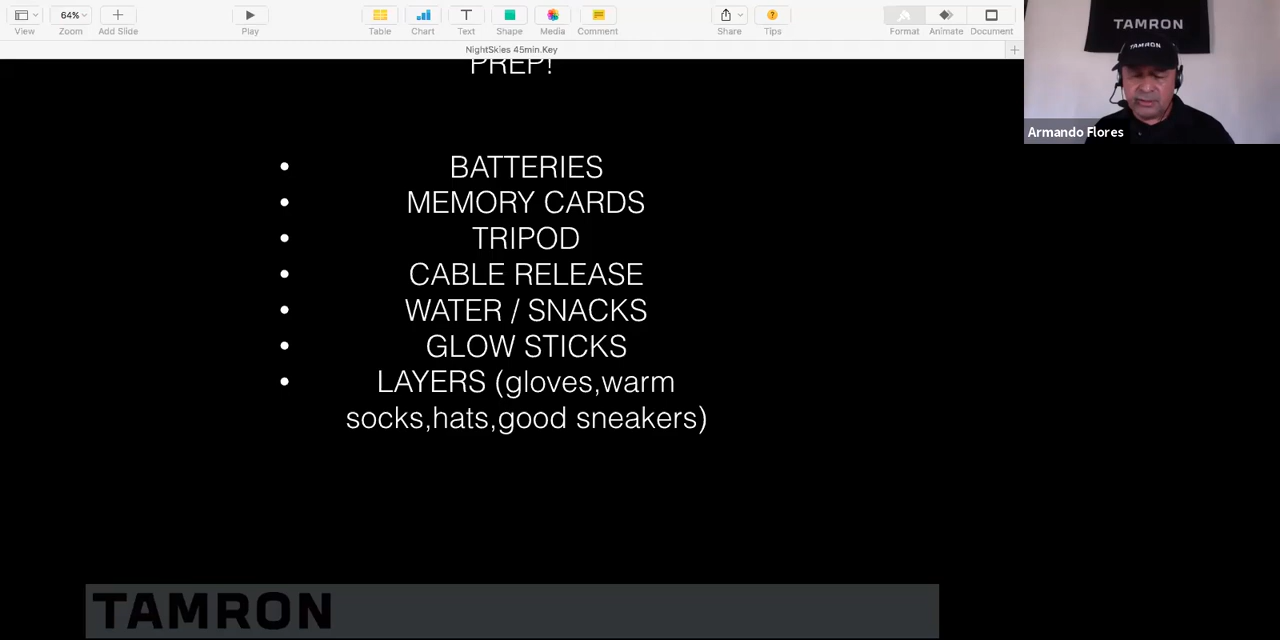 64%
View
Zoom
Add Slide
Play
Table
Chart
Text
Shape
Media
Comment
Share
Tips
Format
Animate
Document
NightSkies 45min.Key
PREP!
• BATTERIES
• MEMORY CARDS
• TRIPOD
• CABLE RELEASE
• WATER / SNACKS
• GLOW STICKS
• LAYERS (gloves,warm
socks,hats,good sneakers)
TAMRON
TAMRON
TAMRON
Armando Flores